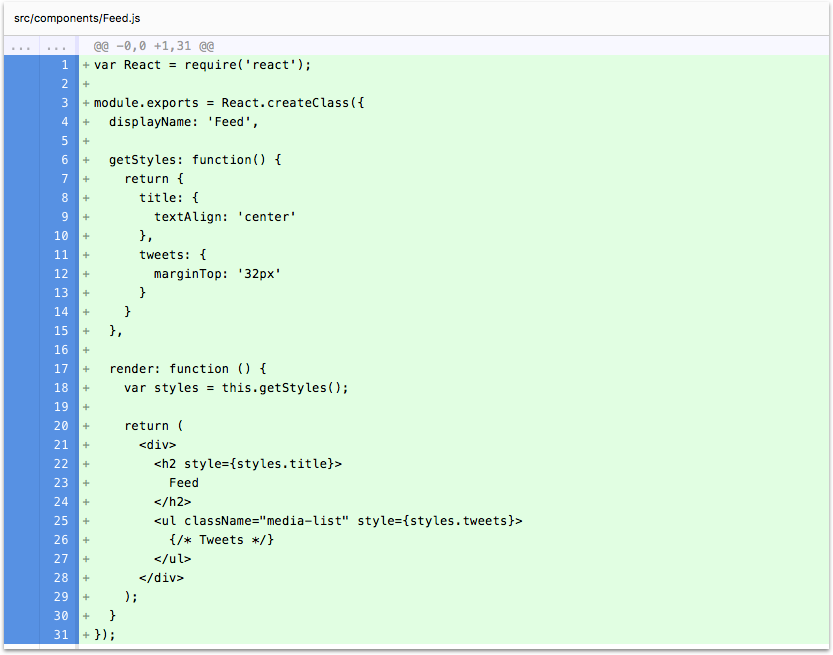 src/components/Feed.js
... ... @@ -0,0 +1,31 @@
1 +var React = require('react');
2 +
3 +module.exports = React.createClass({
4 +  displayName: 'Feed',
5 +
6 +  getStyles: function() {
7 +    return {
8 +      title: {
9 +        textAlign: 'center'
10 +      },
11 +      tweets: {
12 +        marginTop: '32px'
13 +      }
14 +    }
15 +  },
16 +
17 +  render: function () {
18 +    var styles = this.getStyles();
19 +
20 +    return (
21 +      <div>
22 +        <h2 style={styles.title}>
23 +          Feed
24 +        </h2>
25 +        <ul className="media-list" style={styles.tweets}>
26 +          {/* Tweets */}
27 +        </ul>
28 +      </div>
29 +    );
30 +  }
31 +});